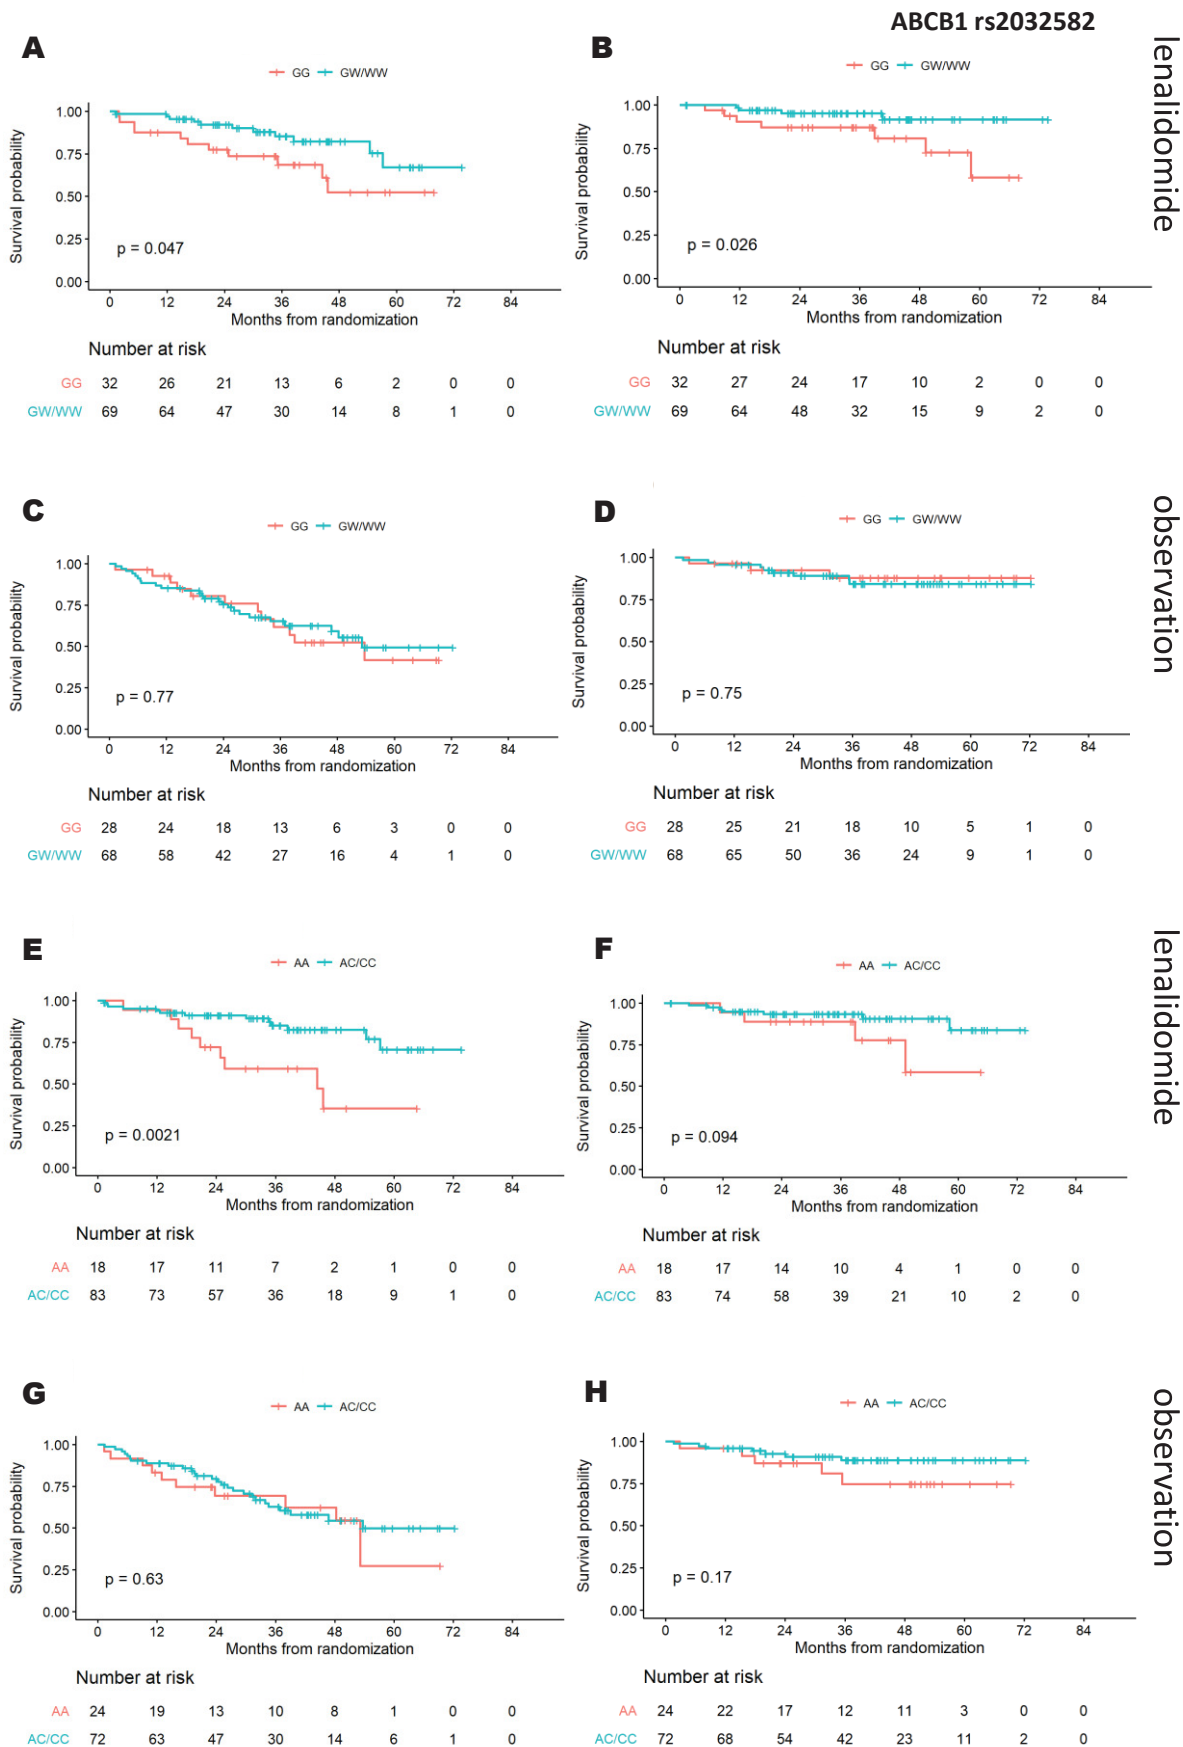 ABCB1 rs2032582
lenalidomide
A
GG GW/WW
Survival probability
1.00
0.75
0.50
0.25
0.00
p = 0.047
0 12 24 36 48 60 72 84
Months from randomization
Number at risk
GG 32 26 21 13 6 2 0 0
GW/WW 69 64 47 30 14 8 1 0
B
GG GW/WW
Survival probability
1.00
0.75
0.50
0.25
0.00
p = 0.026
0 12 24 36 48 60 72 84
Months from randomization
Number at risk
GG 32 27 24 17 10 2 0 0
GW/WW 69 64 48 32 15 9 2 0
observation
C
GG GW/WW
Survival probability
1.00
0.75
0.50
0.25
0.00
p = 0.77
0 12 24 36 48 60 72 84
Months from randomization
Number at risk
GG 28 24 18 13 6 3 0 0
GW/WW 68 58 42 27 16 4 1 0
D
GG GW/WW
Survival probability
1.00
0.75
0.50
0.25
0.00
p = 0.75
0 12 24 36 48 60 72 84
Months from randomization
Number at risk
GG 28 25 21 18 10 5 1 0
GW/WW 68 65 50 36 24 9 1 0
lenalidomide
E
AA AC/CC
Survival probability
1.00
0.75
0.50
0.25
0.00
p = 0.0021
0 12 24 36 48 60 72 84
Months from randomization
Number at risk
AA 18 17 11 7 2 1 0 0
AC/CC 83 73 57 36 18 9 1 0
F
AA AC/CC
Survival probability
1.00
0.75
0.50
0.25
0.00
p = 0.094
0 12 24 36 48 60 72 84
Months from randomization
Number at risk
AA 18 17 14 10 4 1 0 0
AC/CC 83 74 58 39 21 10 2 0
observation
G
AA AC/CC
Survival probability
1.00
0.75
0.50
0.25
0.00
p = 0.63
0 12 24 36 48 60 72 84
Months from randomization
Number at risk
AA 24 19 13 10 8 1 0 0
AC/CC 72 63 47 30 14 6 1 0
H
AA AC/CC
Survival probability
1.00
0.75
0.50
0.25
0.00
p = 0.17
0 12 24 36 48 60 72 84
Months from randomization
Number at risk
AA 24 22 17 12 11 3 0 0
AC/CC 72 68 54 42 23 11 2 0